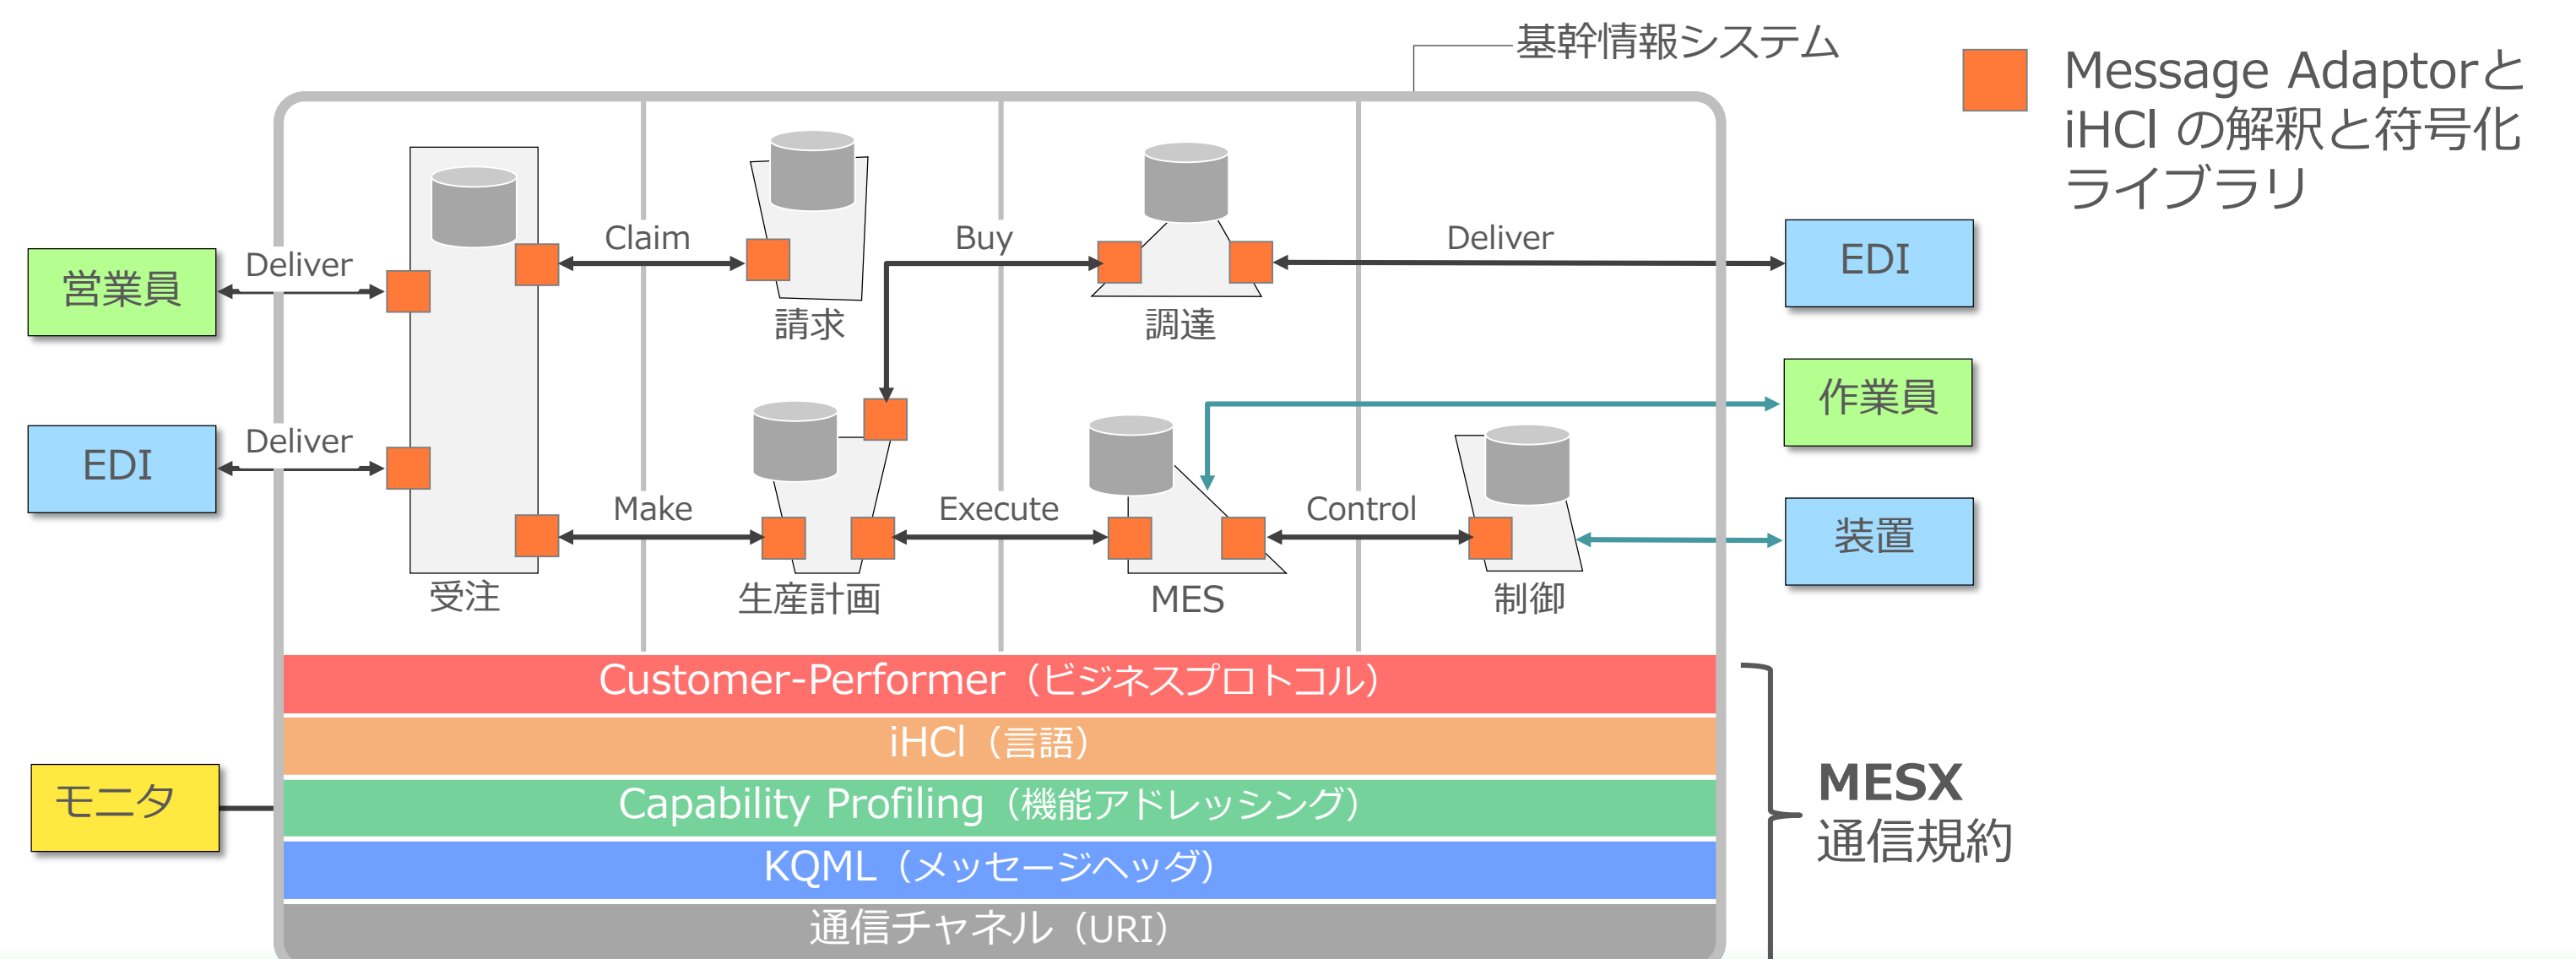 基幹情報システム
Message Adaptorと
iHCl の解釈と符号化
ライブラリ
Claim
Buy
Deliver
EDI
Deliver
営業員
請求
調達
作業員
Deliver
EDI
Make
Execute
Control
装置
受注
生産計画
MES
制御
Customer-Performer（ビジネスプロトコル）
iHCl（言語）
モニタ
Capability Profiling（機能アドレッシング）
MESX
通信規約
KQML（メッセージヘッダ）
通信チャネル（URI）